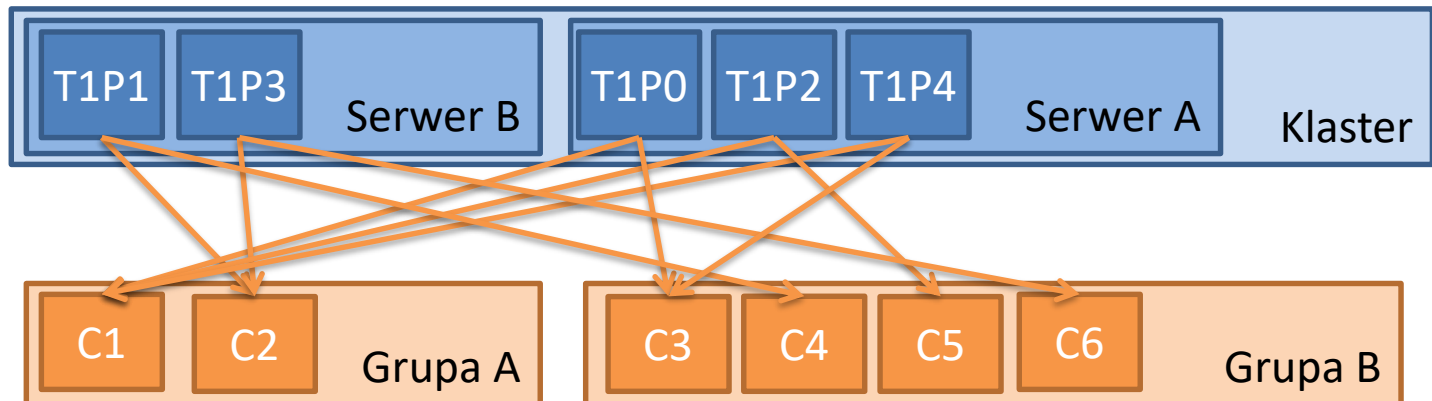 T1P1 T1P3 Serwer B
T1P0 T1P2 T1P4 Serwer A
Klaster
C1 C2 Grupa A
C3 C4 C5 C6 Grupa B